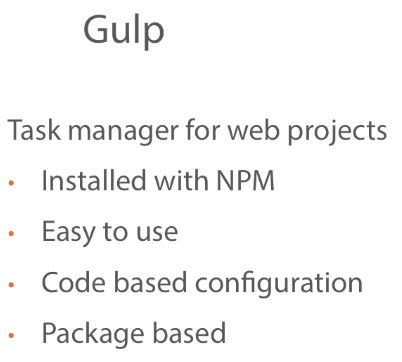 Gulp
Task manager for web projects
• Installed with NPM
• Easy to use
• Code based configuration
• Package based